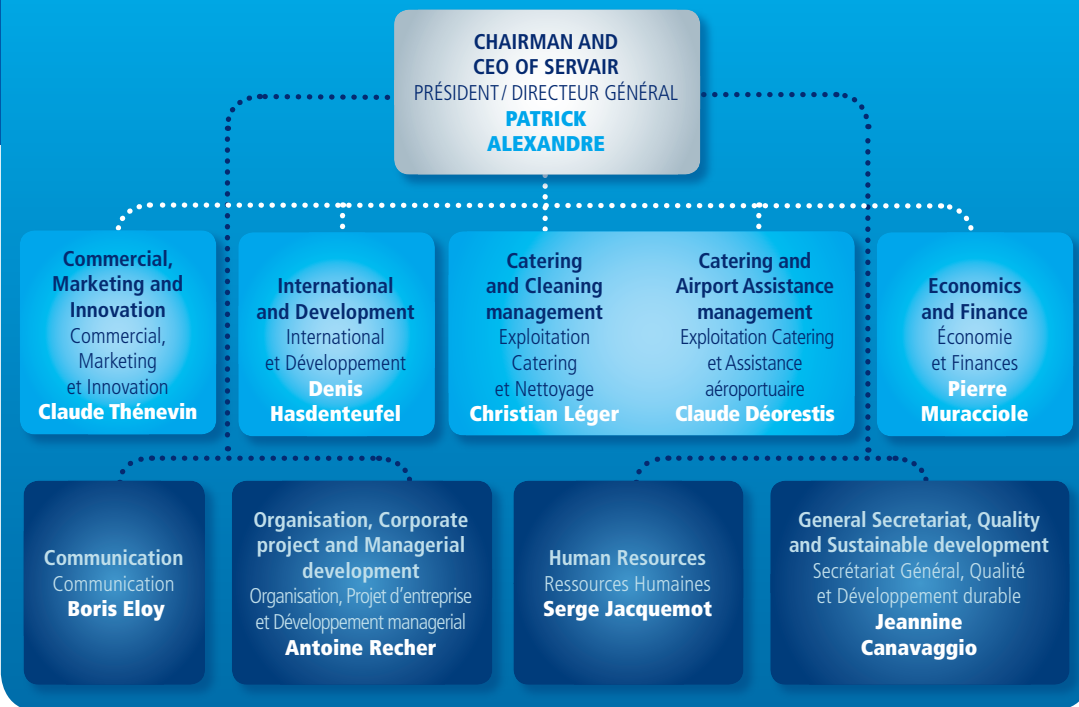 CHAIRMAN AND
CEO OF SERVAIR
PRÉSIDENT / DIRECTEUR GÉNÉRAL
PATRICK
ALEXANDRE
Commercial,
Marketing and
Innovation
Commercial,
Marketing
et Innovation
Claude Thénevin
International
and Development
International
et Développement
Denis
Hasdenteufel
Catering
and Cleaning
management
Exploitation
Catering
et Nettoyage
Christian Léger
Catering and
Airport Assistance
management
Exploitation Catering
et Assistance
aéroportuaire
Claude Déorestis
Economics
and Finance
Économie
et Finances
Pierre
Muracciole
Communication
Communication
Boris Eloy
Organisation, Corporate
project and Managerial
development
Organisation, Projet d’entreprise
et Développement managerial
Antoine Recher
Human Resources
Ressources Humaines
Serge Jacquemot
General Secretariat, Quality
and Sustainable development
Secrétariat Général, Qualité
et Développement durable
Jeannine
Canavaggio